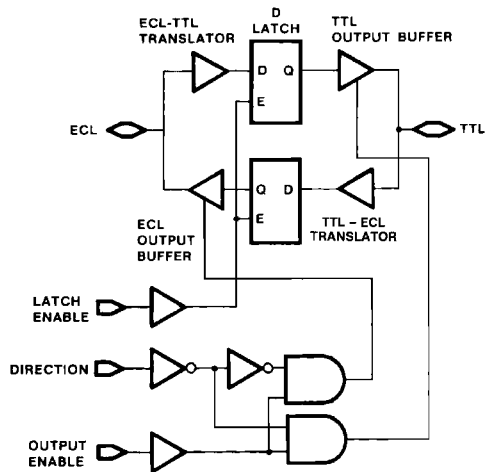 ECL-TTL
TRANSLATOR
D
LATCH
TTL
OUTPUT BUFFER
D Q
E
ECL
TTL
Q D
E
ECL
OUTPUT
BUFFER
TTL – ECL
TRANSLATOR
LATCH
ENABLE
DIRECTION
OUTPUT
ENABLE